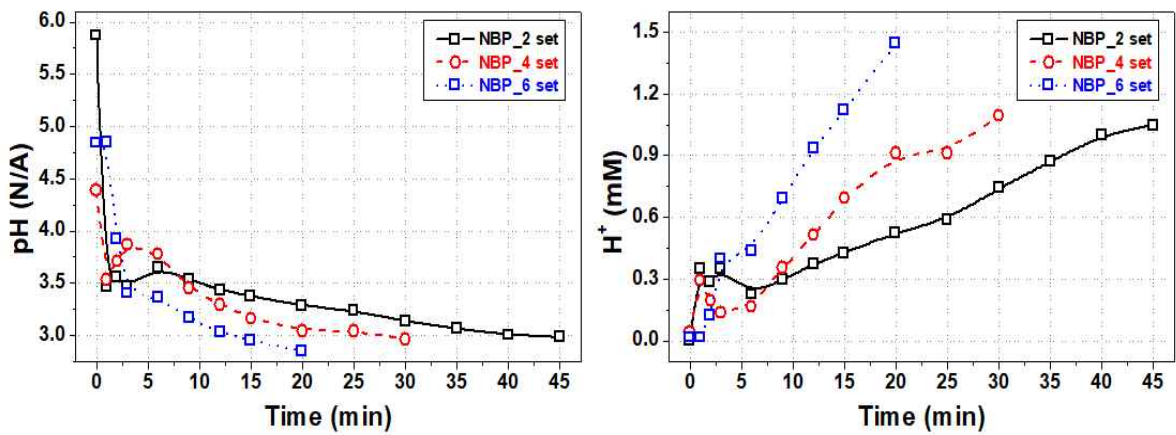 6.0
5.5
5.0
4.5
4.0
3.5
3.0
pH (N/A)
0 5 10 15 20 25 30 35 40 45
Time (min)
NBP_2 set
NBP_4 set
NBP_6 set
1.5
1.2
0.9
0.6
0.3
0.0
H⁺ (mM)
0 5 10 15 20 25 30 35 40 45
Time (min)
NBP_2 set
NBP_4 set
NBP_6 set